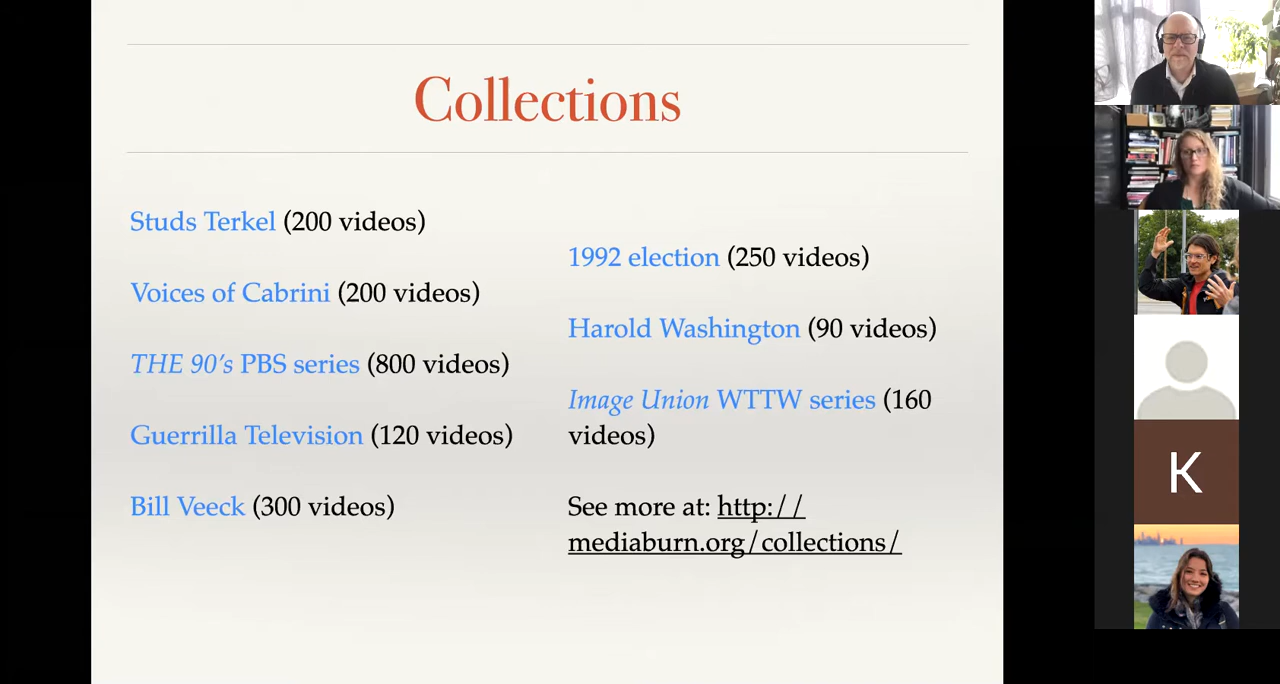 Collections
Studs Terkel (200 videos)
Voices of Cabrini (200 videos)
THE 90’s PBS series (800 videos)
Guerrilla Television (120 videos)
Bill Veeck (300 videos)
1992 election (250 videos)
Harold Washington (90 videos)
Image Union WTTW series (160
videos)
See more at: http://
mediaburn.org/collections/
K